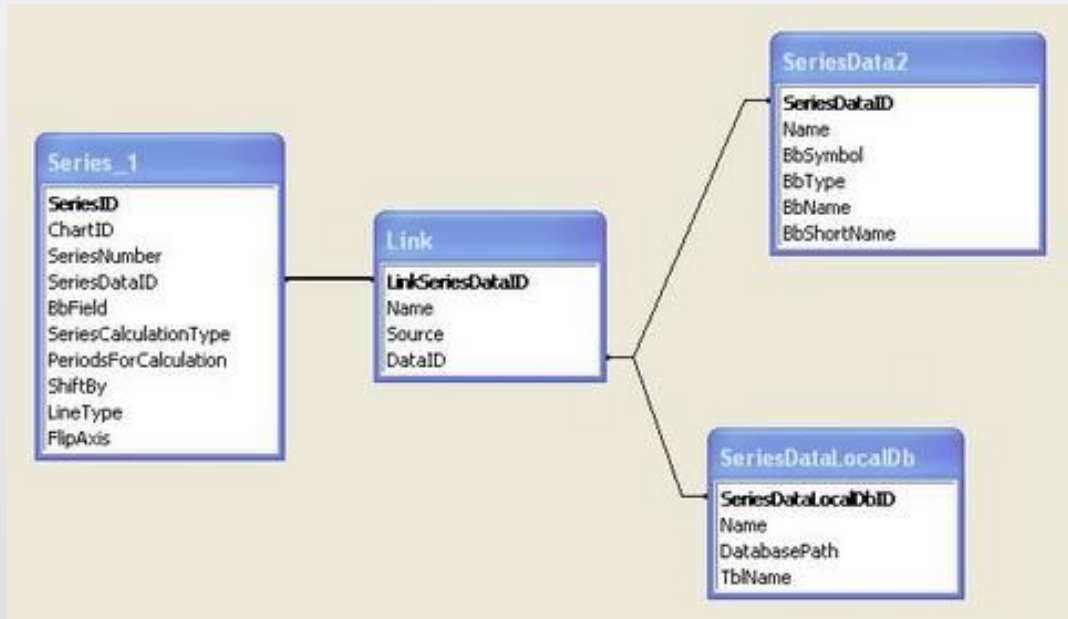 Series_1
SeriesID
ChartID
SeriesNumber
SeriesDataID
BbField
SeriesCalculationType
PeriodsForCalculation
ShiftBy
LineType
FlipAxis
Link
LinkSeriesDataID
Name
Source
DataID
SeriesData2
SeriesDataID
Name
BbSymbol
BbType
BbName
BbShortName
SeriesDataLocalDb
SeriesDataLocalDbID
Name
DatabasePath
TblName